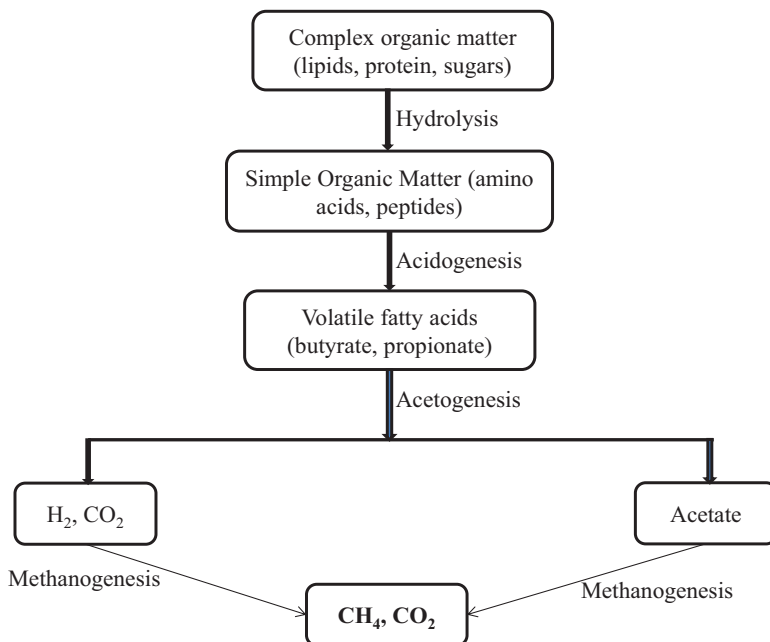 Complex organic matter
(lipids, protein, sugars)
Hydrolysis
Simple Organic Matter (amino
acids, peptides)
Acidogenesis
Volatile fatty acids
(butyrate, propionate)
Acetogenesis
H₂, CO₂
Acetate
Methanogenesis
Methanogenesis
CH₄, CO₂